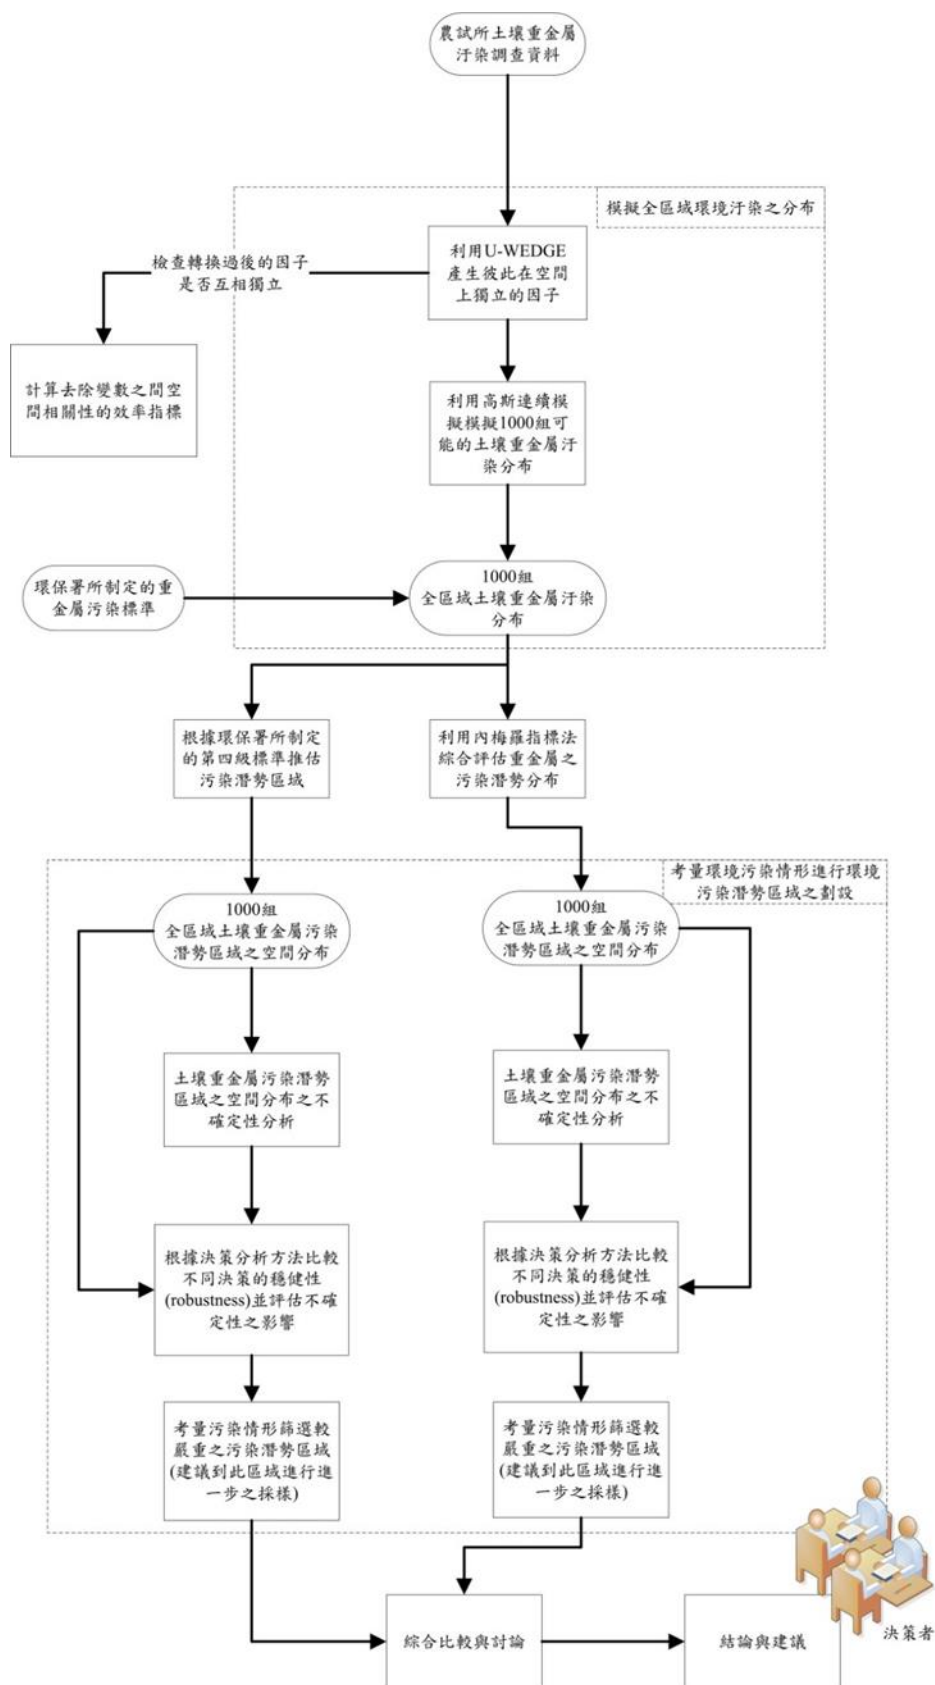 農試所土壤重金屬
汙染調查資料
模擬全區域環境汙染之分布
利用U-WEDGE
產生彼此在空間
上獨立的因子
檢查轉換過後的因子
是否互相獨立
計算去除變數之間空
間相關性的效率指標
利用高斯連續模
擬模擬1000組可
能的土壤重金屬汙
染分布
環保署所制定的重
金屬污染標準
1000組
全區域土壤重金屬汙染
分布
根據環保署所制定
的第四級標準推估
污染潛勢區域
利用內梅羅指標法
綜合評估重金屬之
污染潛勢分布
考量環境污染情形進行環境
污染潛勢區域之劃設
1000組
全區域土壤重金屬污染
潛勢區域之空間分布
1000組
全區域土壤重金屬污染
潛勢區域之空間分布
土壤重金屬污染潛勢
區域之空間分布之不
確定性分析
土壤重金屬污染潛勢
區域之空間分布之不
確定性分析
根據決策分析方法比較
不同決策的穩健性
(robustness)並評估不確
定性之影響
根據決策分析方法比較
不同決策的穩健性
(robustness)並評估不確
定性之影響
考量污染情形篩選較
嚴重之污染潛勢區域
(建議到此區域進行進
一步之採樣)
考量污染情形篩選較
嚴重之污染潛勢區域
(建議到此區域進行進
一步之採樣)
綜合比較與討論
結論與建議
決策者